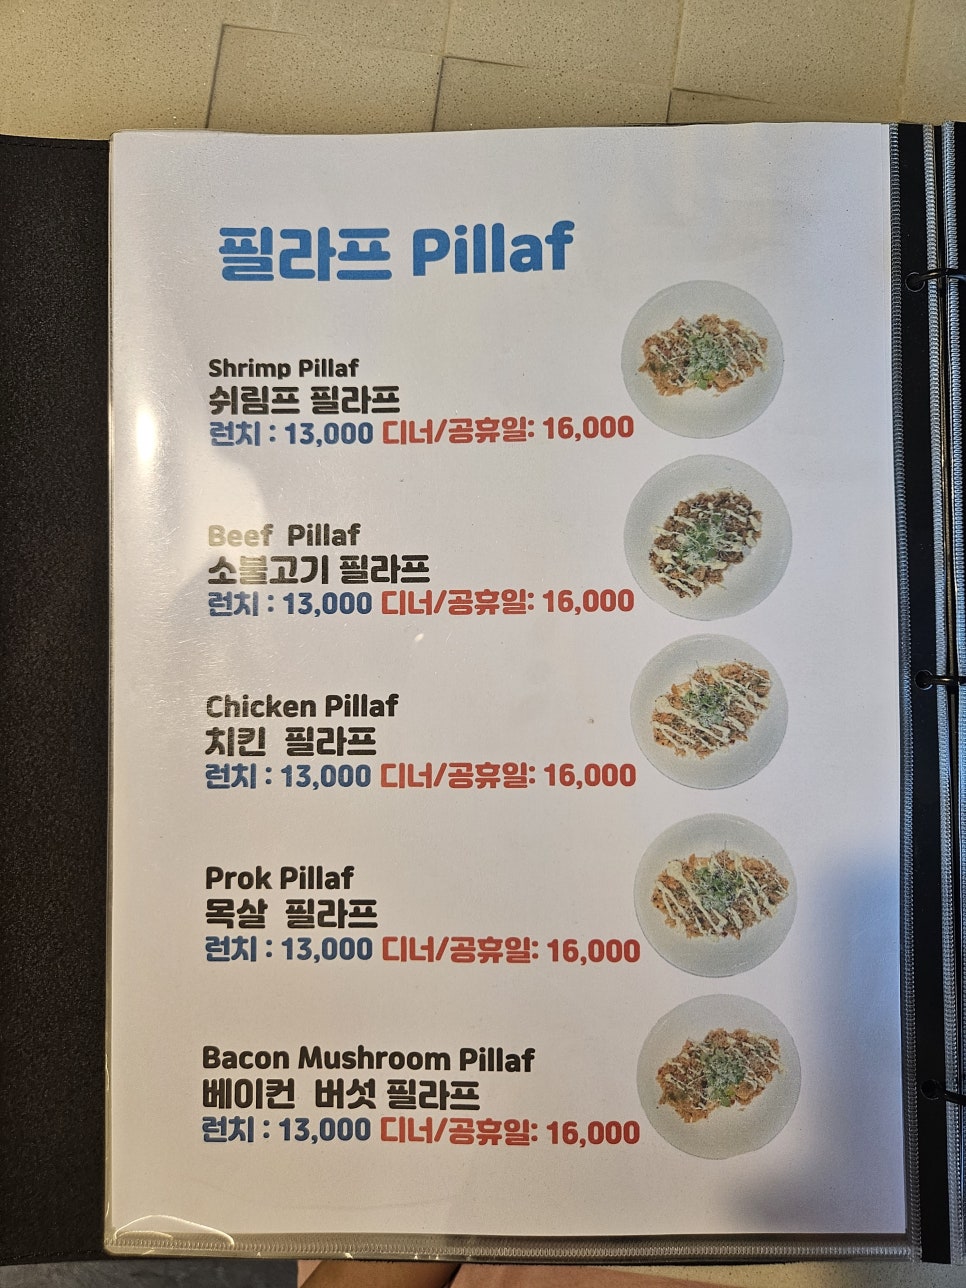 필라프 Pillaf
Shrimp Pillaf
쉬림프 필라프
런치 : 13,000 디너/공휴일: 16,000
Beef Pillaf
소불고기 필라프
런치 : 13,000 디너/공휴일: 16,000
Chicken Pillaf
치킨 필라프
런치 : 13,000 디너/공휴일: 16,000
Prok Pillaf
목살 필라프
런치 : 13,000 디너/공휴일: 16,000
Bacon Mushroom Pillaf
베이컨 버섯 필라프
런치 : 13,000 디너/공휴일: 16,000